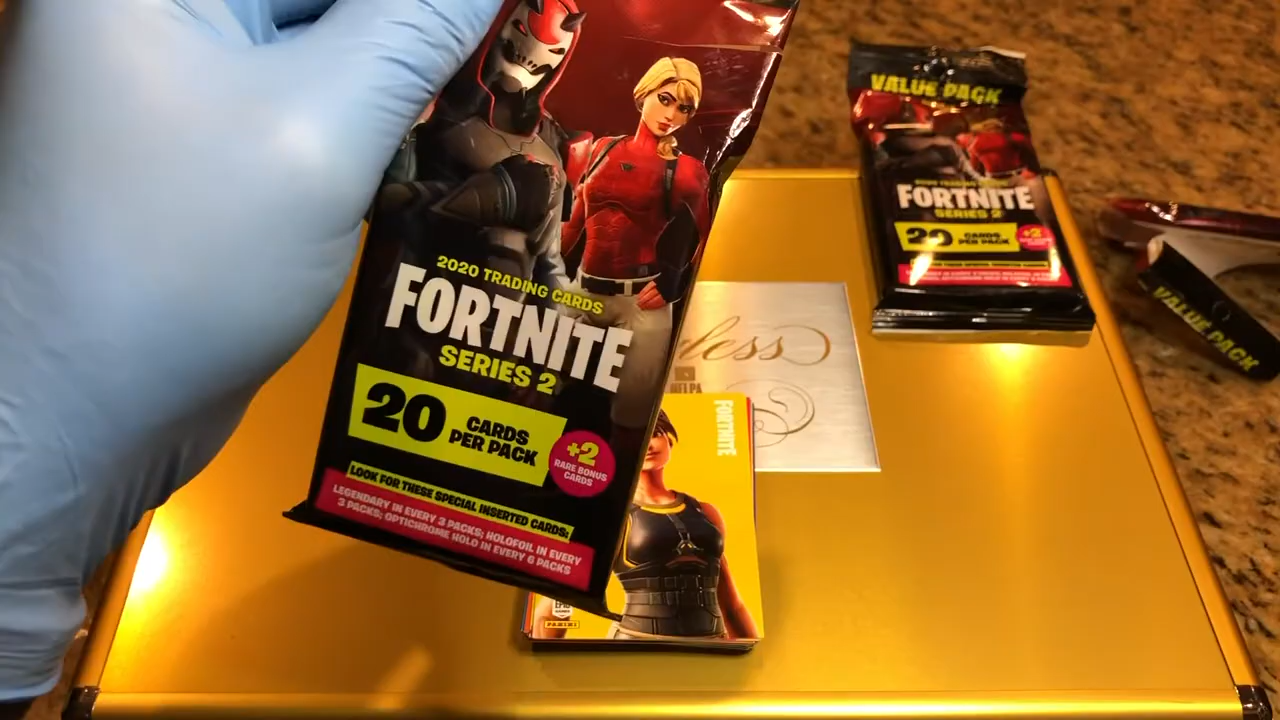 2020 TRADING CARDS
FORTNITE
SERIES 2
20 CARDS
PER PACK
+2
RARE BONUS
CARDS
LOOK FOR THESE SPECIAL INSERTED CARDS:
LEGENDARY IN EVERY 3 PACKS; HOLOFOIL IN EVERY
3 PACKS; OPTICHROME HOLO IN EVERY 6 PACKS
VALUE PACK
FORTNITE
SERIES 2
20 CARDS
PER PACK
+2
VALUE PACK
less
FORTNITE
EPIC
PANINI